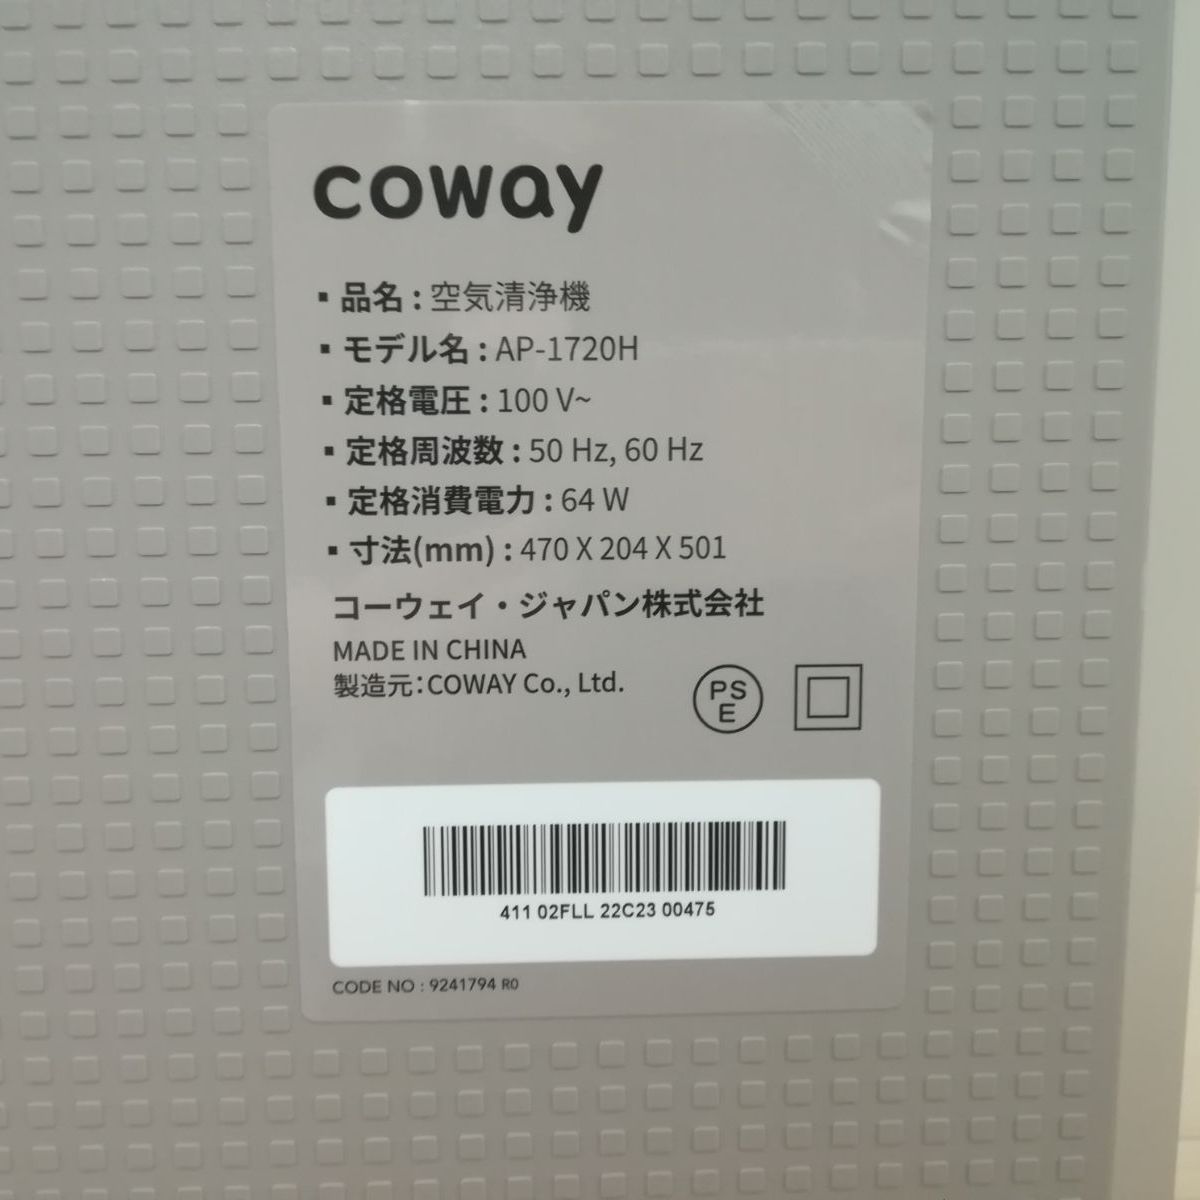 coway
▪ 品名 : 空気清浄機
▪ モデル名 : AP-1720H
▪ 定格電圧 : 100 V~
▪ 定格周波数 : 50 Hz, 60 Hz
▪ 定格消費電力 : 64 W
▪ 寸法(mm) : 470 X 204 X 501
コーウェイ・ジャパン株式会社
MADE IN CHINA
製造元:COWAY Co., Ltd.
PS
E
411 02FLL 22C23 00475
CODE NO : 9241794 R0